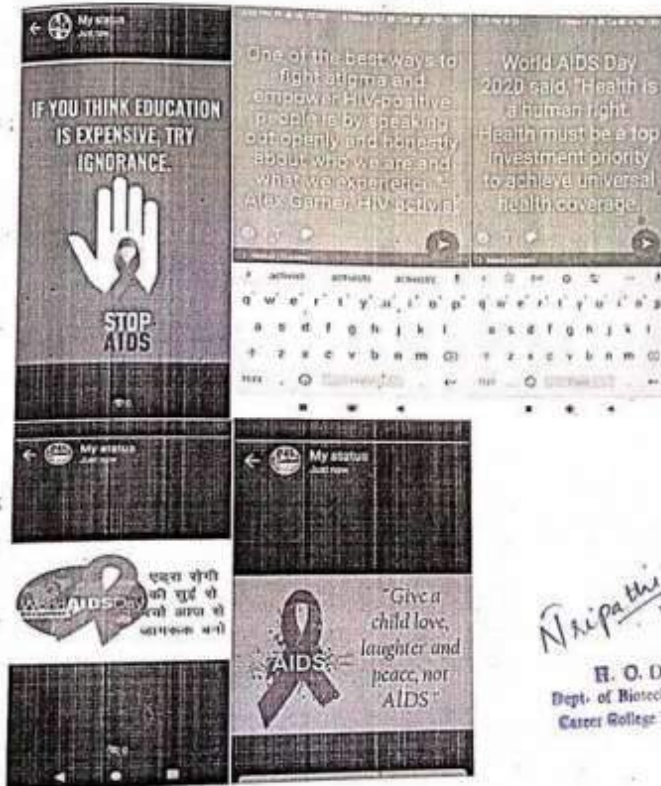 My status
Just now
IF YOU THINK EDUCATION
IS EXPENSIVE, TRY
IGNORANCE.
STOP
AIDS
One of the best ways to
fight stigma and
empower HIV-positive
people is by speaking
out openly and honestly
about who we are and
what we experience."
Alex Garner, HIV activist
activist activists activists
q w e r t y u i o p
a s d f g h j k l
z x c v b n m
World AIDS Day
2020 said, "Health is
a human right.
Health must be a top
investment priority
to achieve universal
health coverage.
q w e r t y u i o p
a s d f g h j k l
z x c v b n m
My status
Just now
AIDS
रोगी
की सुई से
से
जागरूक बनो
My status
Just now
AIDS
"Give a
child love,
laughter and
peace, not
AIDS"
H. O. D
Dept. of
Career College